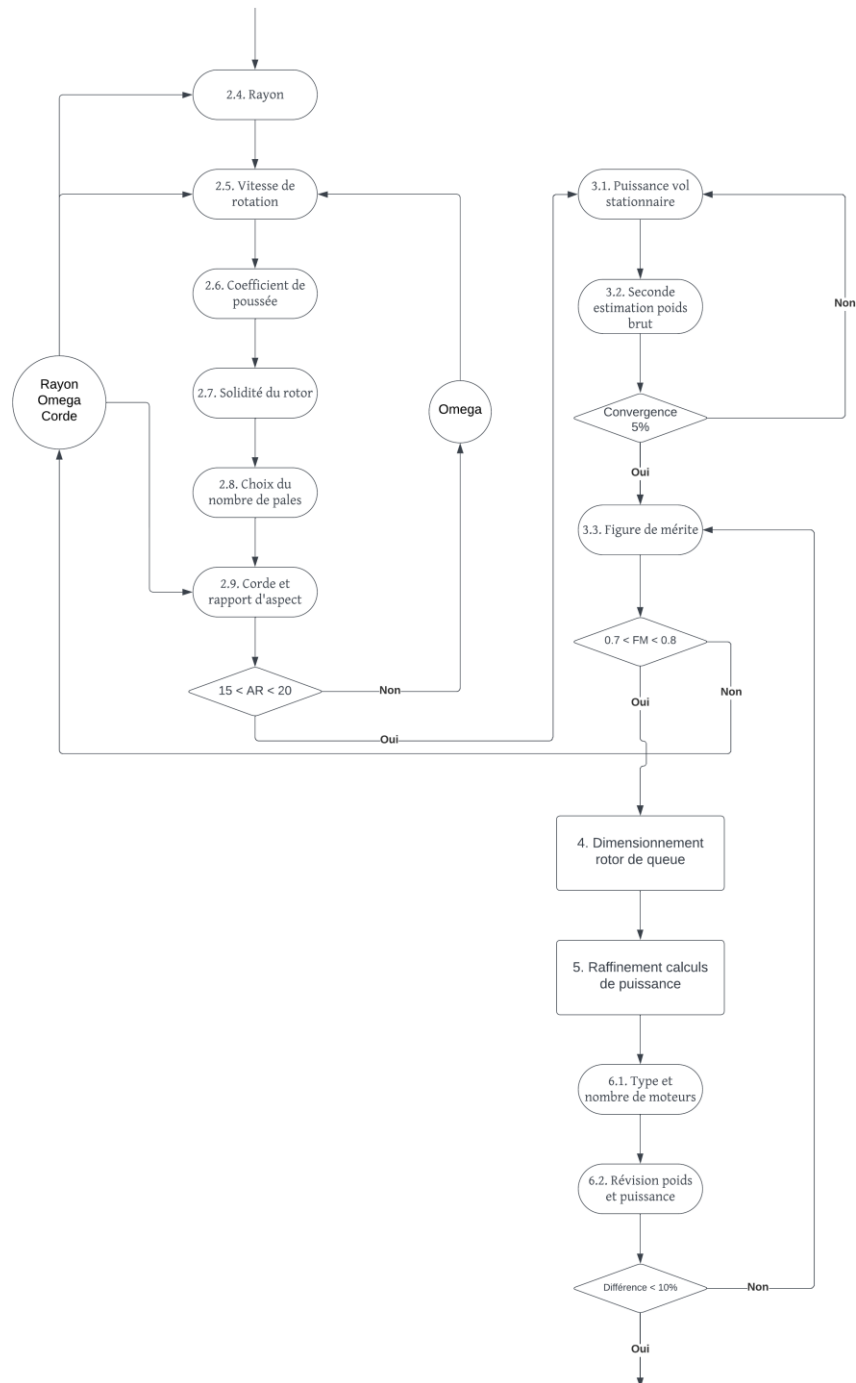 2.4. Rayon
2.5. Vitesse de
rotation
2.6. Coefficient de
poussée
2.7. Solidité du rotor
2.8. Choix du
nombre de pales
2.9. Corde et
rapport d'aspect
15 < AR < 20
Non
Oui
Rayon
Omega
Corde
Omega
3.1. Puissance vol
stationnaire
3.2. Seconde
estimation poids
brut
Non
Convergence
5%
Oui
3.3. Figure de mérite
0.7 < FM < 0.8
Oui
Non
4. Dimensionnement
rotor de queue
5. Raffinement calculs
de puissance
6.1. Type et
nombre de moteurs
6.2. Révision poids
et puissance
Différence < 10%
Non
Oui